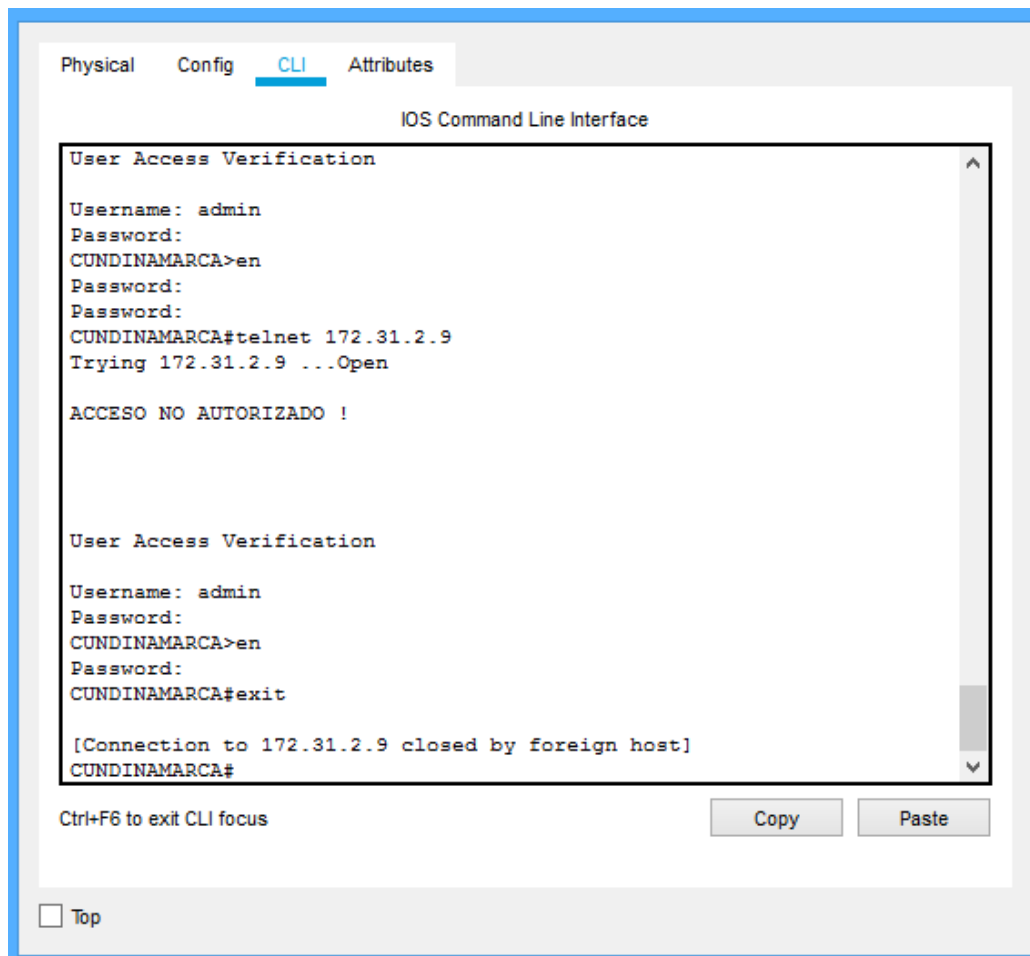 Physical Config CLI Attributes
IOS Command Line Interface
User Access Verification
Username: admin
Password:
CUNDINAMARCA>en
Password:
Password:
CUNDINAMARCA#telnet 172.31.2.9
Trying 172.31.2.9 ...Open
ACCESO NO AUTORIZADO !
User Access Verification
Username: admin
Password:
CUNDINAMARCA>en
Password:
CUNDINAMARCA#exit
[Connection to 172.31.2.9 closed by foreign host]
CUNDINAMARCA#
Ctrl+F6 to exit CLI focus
Copy
Paste
Top